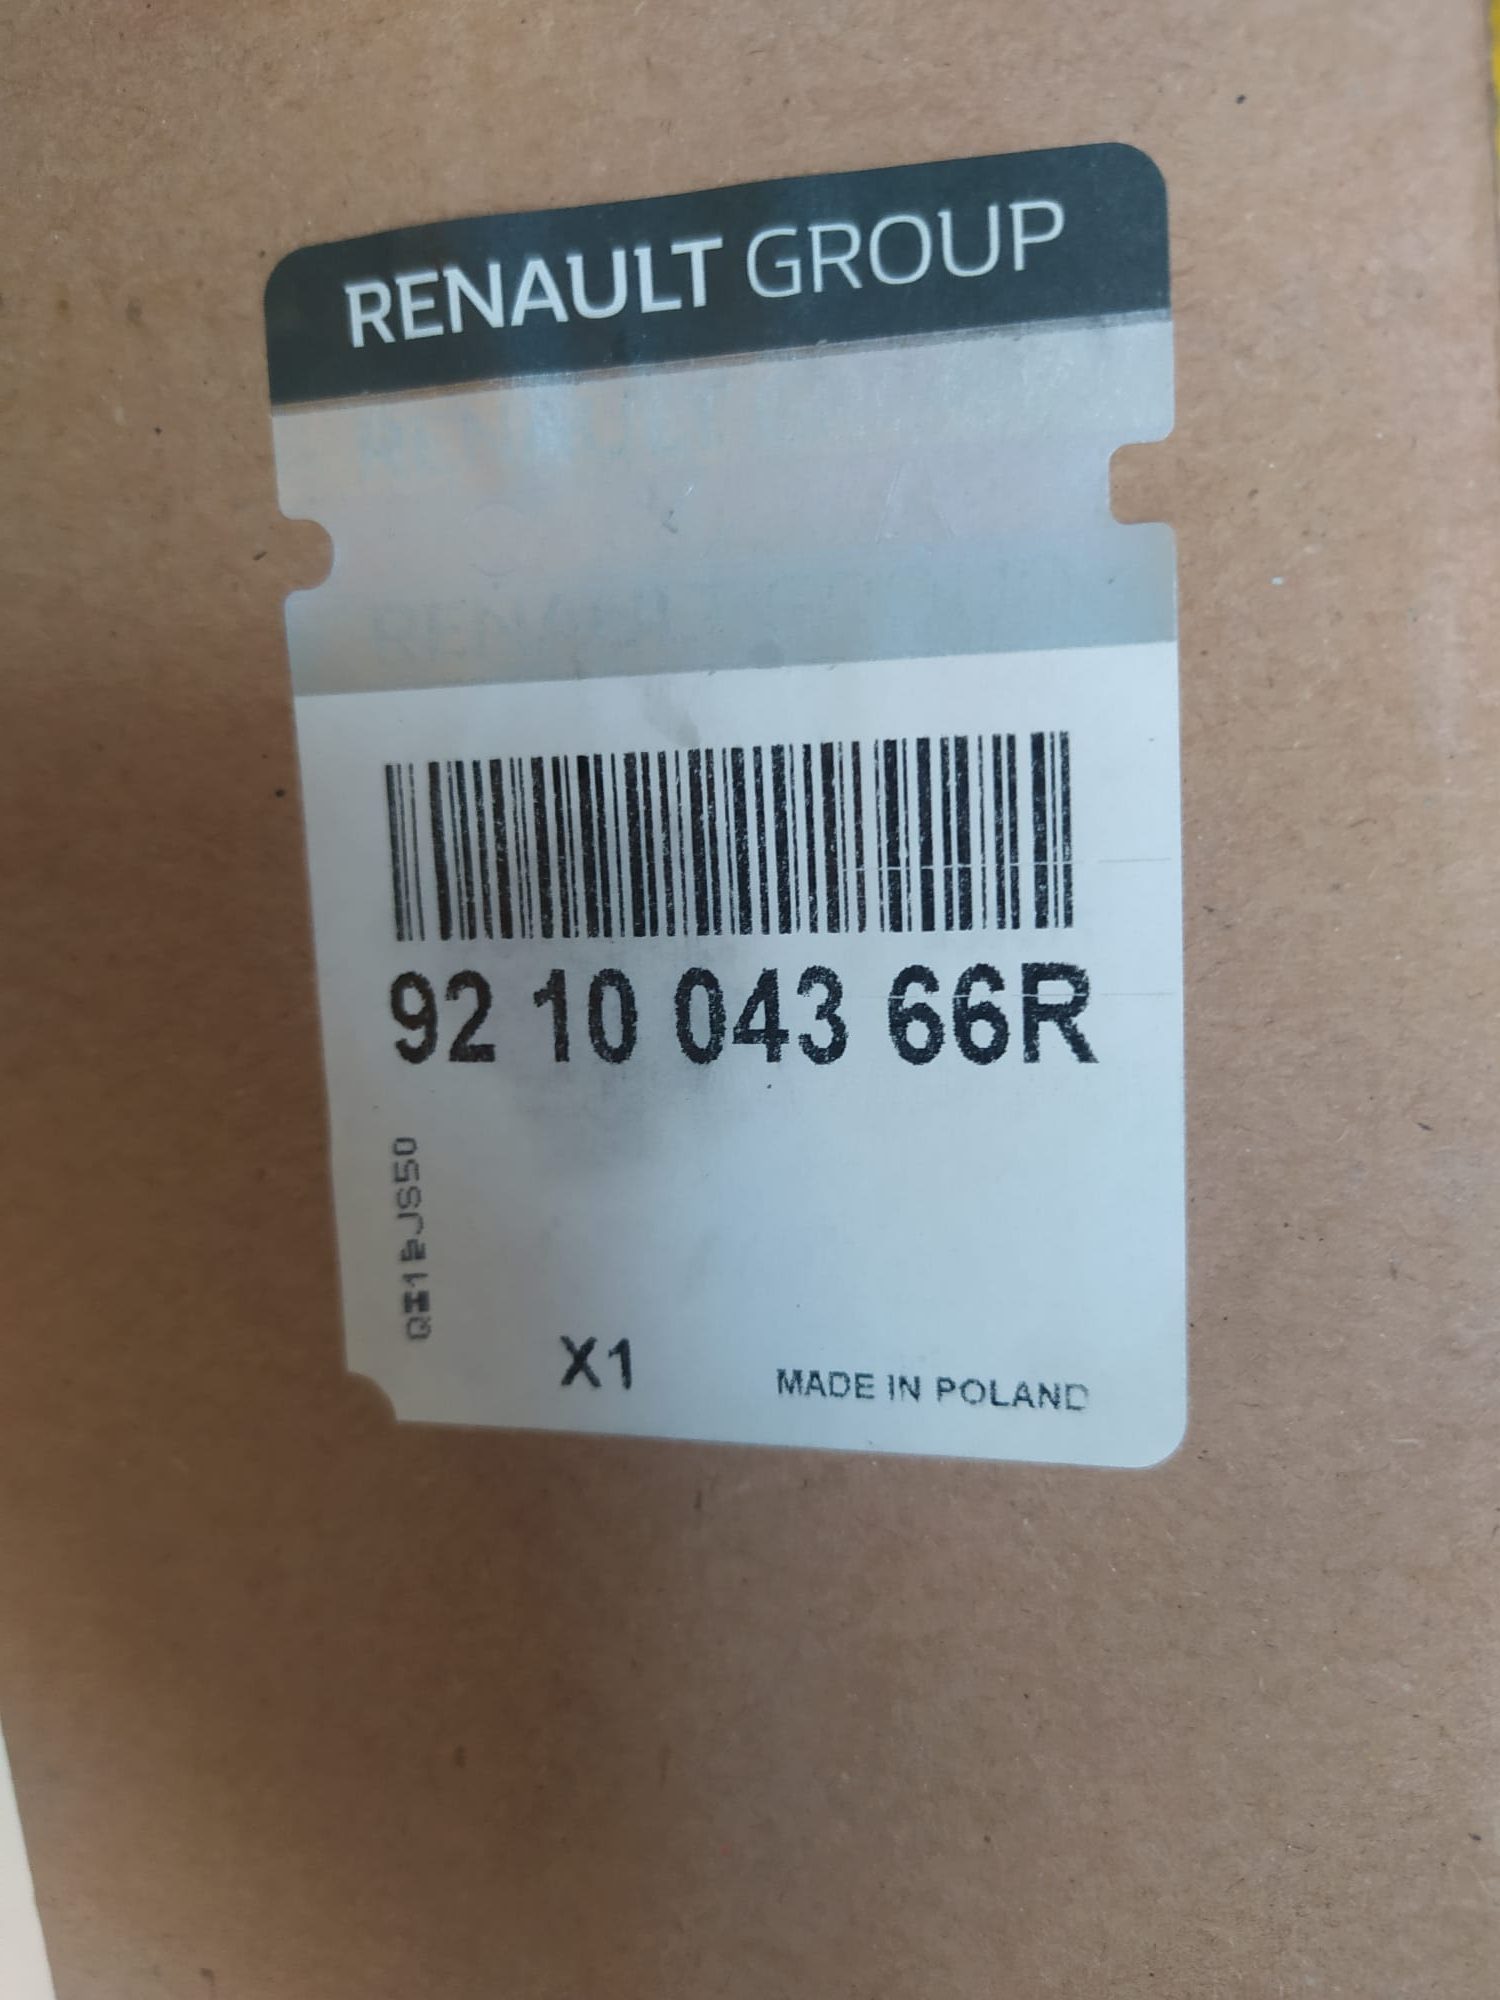 RENAULT GROUP
92 10 043 66R
X1
MADE IN POLAND